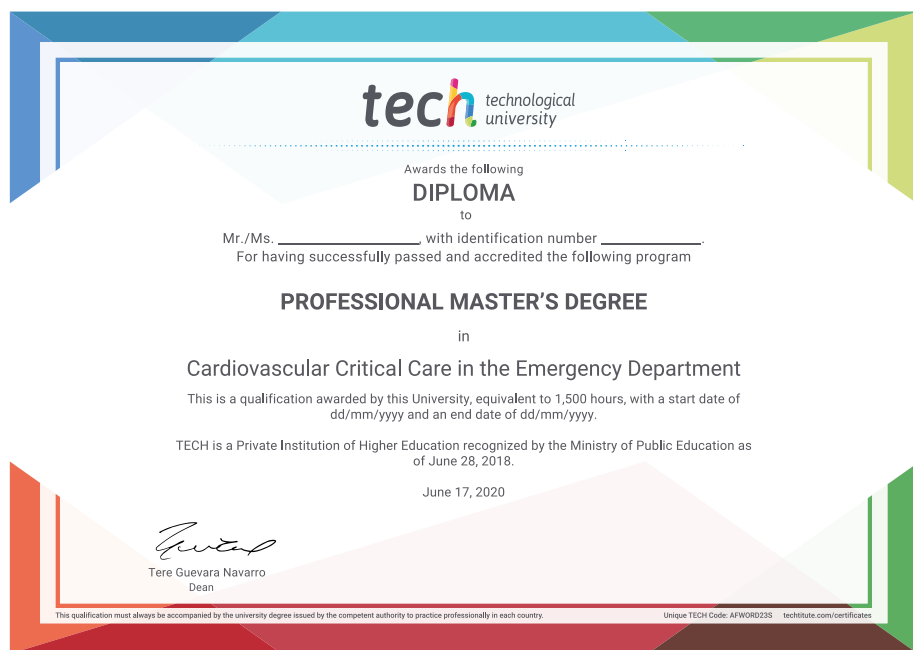 tech technological
university
Awards the following
DIPLOMA
to
Mr./Ms. ____________, with identification number ____________.
For having successfully passed and accredited the following program
PROFESSIONAL MASTER'S DEGREE
in
Cardiovascular Critical Care in the Emergency Department
This is a qualification awarded by this University, equivalent to 1,500 hours, with a start date of
dd/mm/yyyy and an end date of dd/mm/yyyy.
TECH is a Private Institution of Higher Education recognized by the Ministry of Public Education as
of June 28, 2018.
June 17, 2020
Tere Guevara Navarro
Dean
This qualification must always be accompanied by the university degree issued by the competent authority to practice professionally in each country. Unique TECH Code: AFWORD23S techtitute.com/certificates